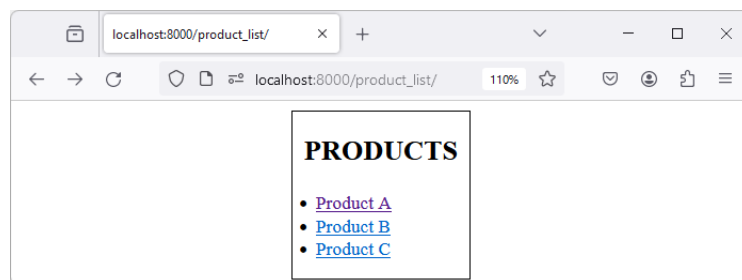 localhost:8000/product_list/
localhost:8000/product_list/ 110%
PRODUCTS
• Product A
• Product B
• Product C